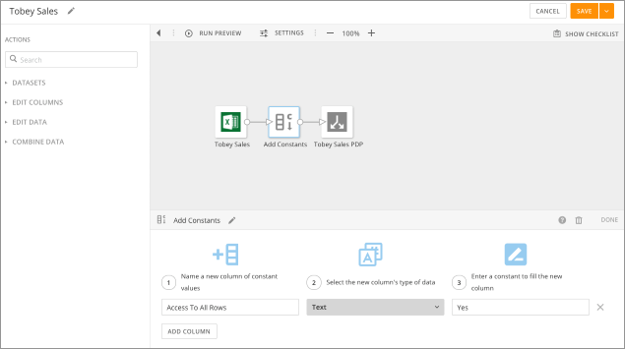 Tobey Sales
CANCEL
SAVE
ACTIONS
Search
DATASETS
EDIT COLUMNS
EDIT DATA
COMBINE DATA
RUN PREVIEW
SETTINGS
100%
SHOW CHECKLIST
Tobey Sales
Add Constants
Tobey Sales PDP
Add Constants
DONE
1
Name a new column of constant
values
2
Select the new column's type of data
3
Enter a constant to fill the new
column
Access To All Rows
Text
Yes
ADD COLUMN